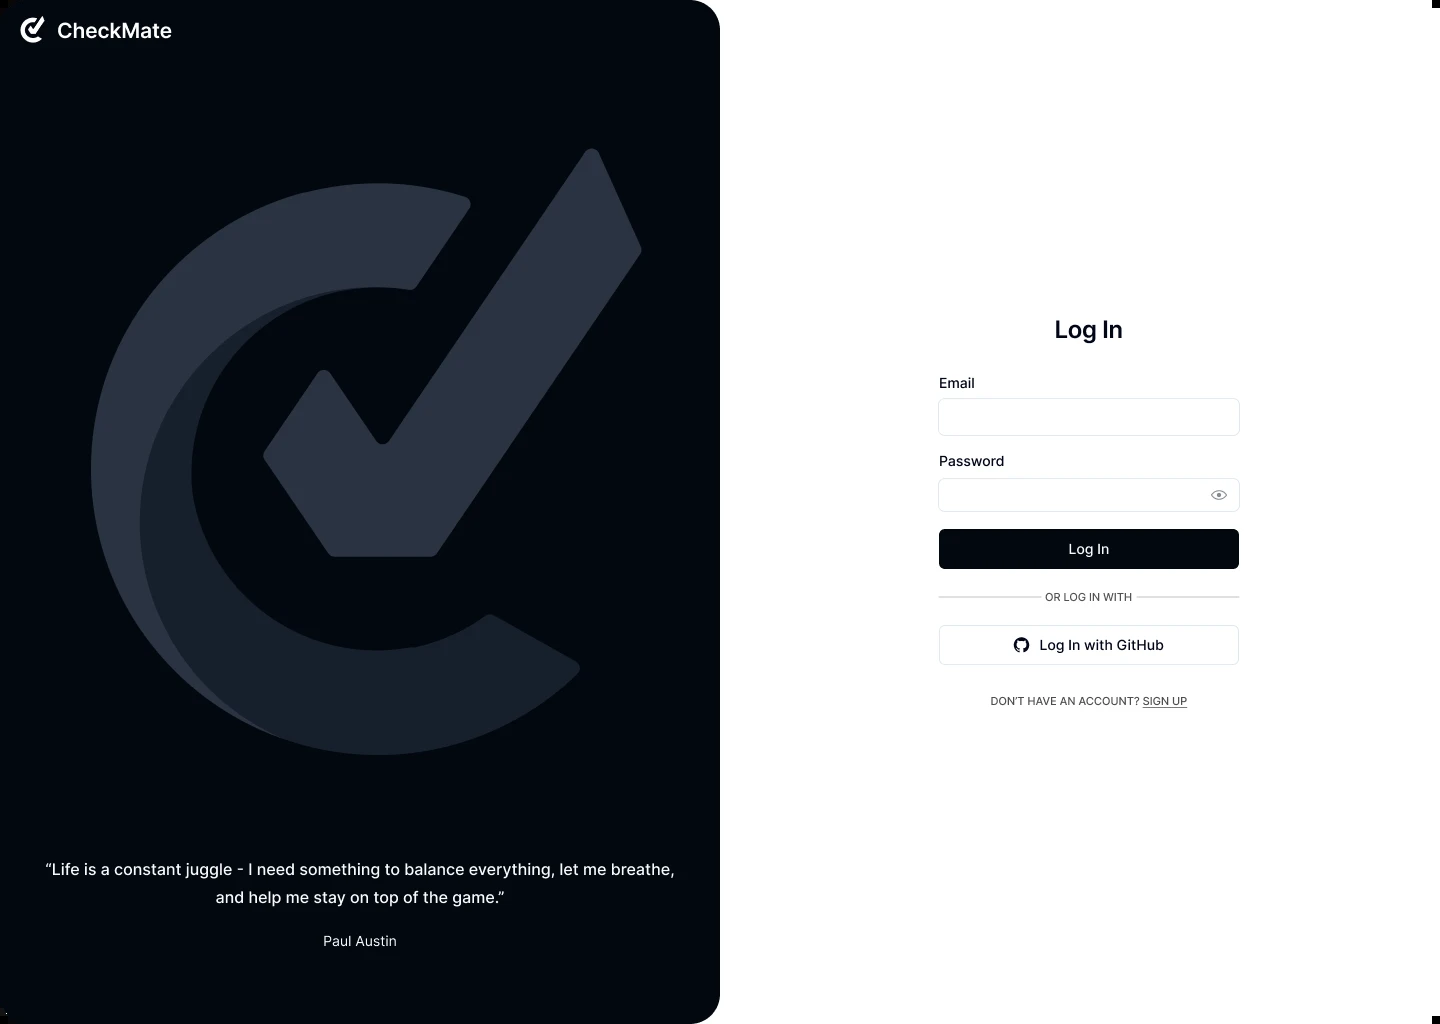 CheckMate
“Life is a constant juggle - I need something to balance everything, let me breathe,
and help me stay on top of the game.”
Paul Austin
Log In
Email
Password
Log In
OR LOG IN WITH
Log In with GitHub
DON’T HAVE AN ACCOUNT? SIGN UP